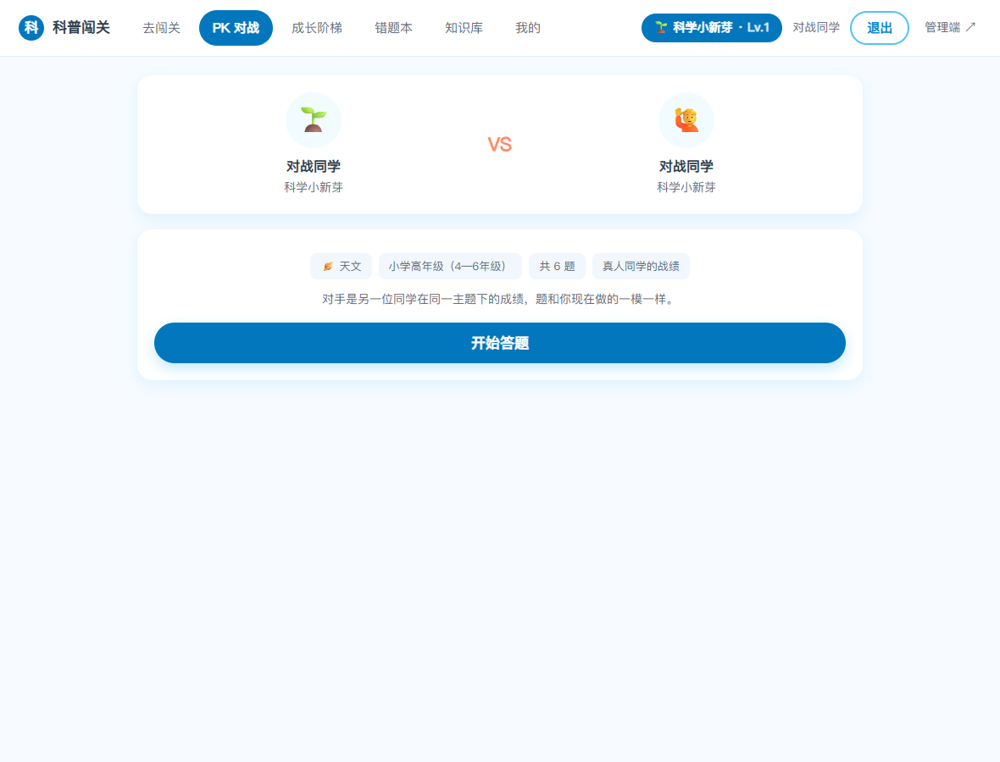 科 科普闯关 去闯关 PK 对战 成长阶梯 错题本 知识库 我的 科学小新芽 · Lv.1 对战同学 退出 管理端 ↗
对战同学
科学小新芽
VS
对战同学
科学小新芽
天文 小学高年级（4—6年级） 共 6 题 真人同学的战绩
对手是另一位同学在同一主题下的成绩，题和你现在做的一模一样。
开始答题